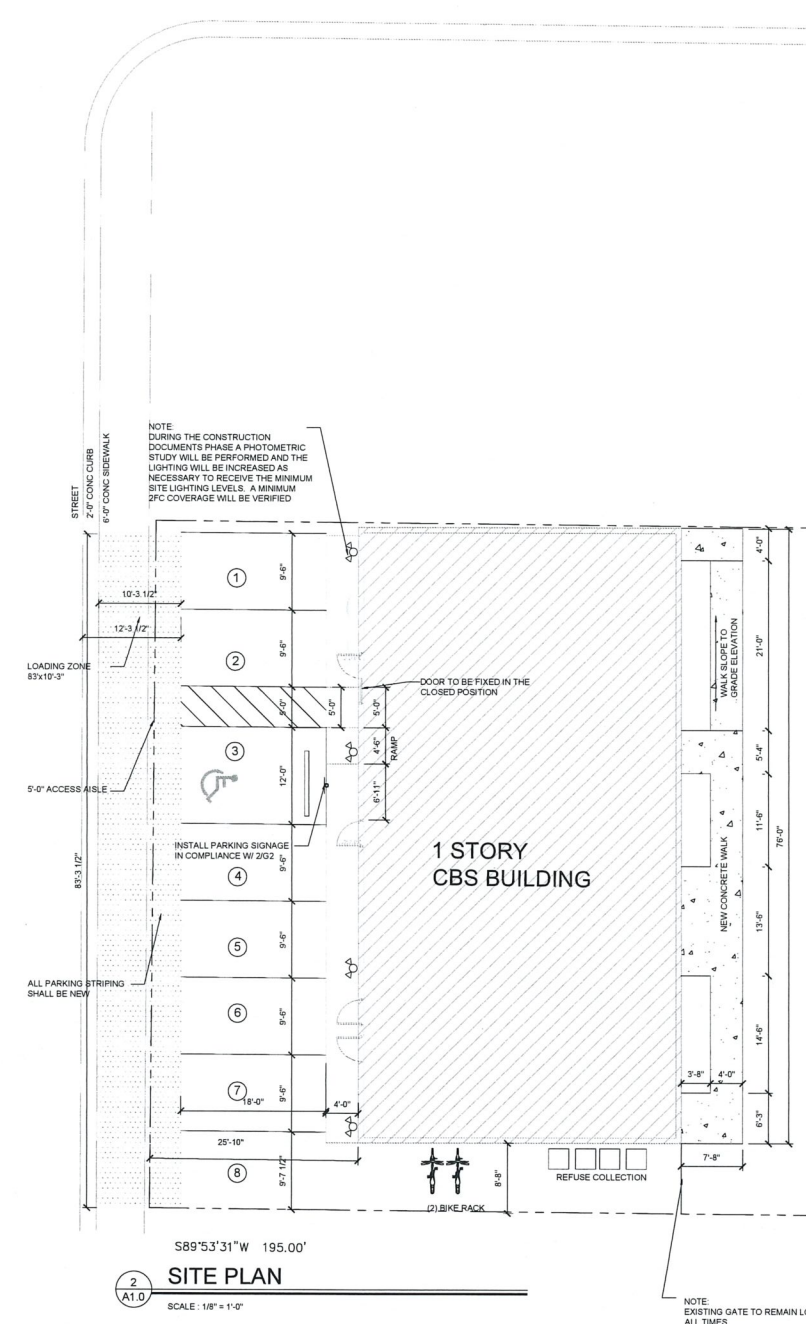 NOTE:
DURING THE CONSTRUCTION
DOCUMENTS PHASE A PHOTOMETRIC
STUDY WILL BE PERFORMED AND THE
LIGHTING WILL BE INCREASED AS
NECESSARY TO RECEIVE THE MINIMUM
SITE LIGHTING LEVELS. A MINIMUM
2FC COVERAGE WILL BE VERIFIED
STREET
2'-0" CONC CURB
6'-0" CONC SIDEWALK
1
9'-6"
4'-0"
10'-3.1/2"
12'-3 1/2"
2
9'-6"
21'-0"
WALK SLOPE TO
GRADE ELEVATION
LOADING ZONE
83'x10'-3"
DOOR TO BE FIXED IN THE
CLOSED POSITION
5'-0"
5'-0"
5'-0"
3
12'-0"
4'-6"
RAMP
6'-11"
5'-4"
5'-0" ACCESS AISLE
INSTALL PARKING SIGNAGE
IN COMPLIANCE W/ 2/G2
1 STORY
CBS BUILDING
11'-6"
76'-0"
NEW CONCRETE WALK
83'-3.1/2"
4
9'-6"
5
9'-6"
13'-6"
ALL PARKING STRIPING
SHALL BE NEW
6
9'-6"
14'-6"
7
9'-6"
18'-0"
4'-0"
3'-8"
4'-0"
6'-3"
25'-10"
7'-8"
8
9'-7 1/2"
8'-8"
REFUSE COLLECTION
(2) BIKE RACK
S89°53'31"W 195.00'
2
A1.0
SITE PLAN
SCALE : 1/8" = 1'-0"
NOTE:
EXISTING GATE TO REMAIN LO
ALL TIMES